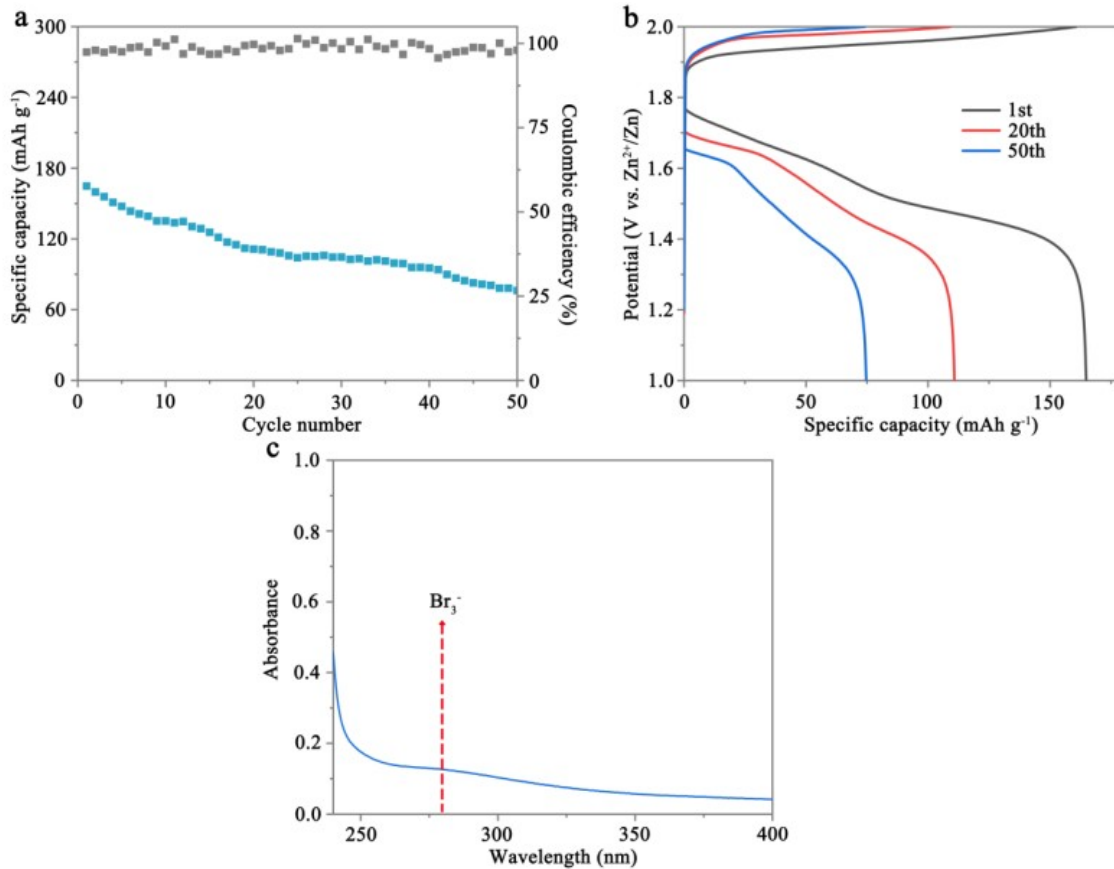 a
300
240
180
120
60
0
Specific capacity (mAh g⁻¹)
100
75
50
25
0
Coulombic efficiency (%)
0 10 20 30 40 50
Cycle number
b
2.0
1.8
1.6
1.4
1.2
1.0
Potential (V vs. Zn²⁺/Zn)
1st
20th
50th
0 50 100 150
Specific capacity (mAh g⁻¹)
c
1.0
0.8
0.6
0.4
0.2
0.0
Absorbance
Br₃⁻
250 300 350 400
Wavelength (nm)